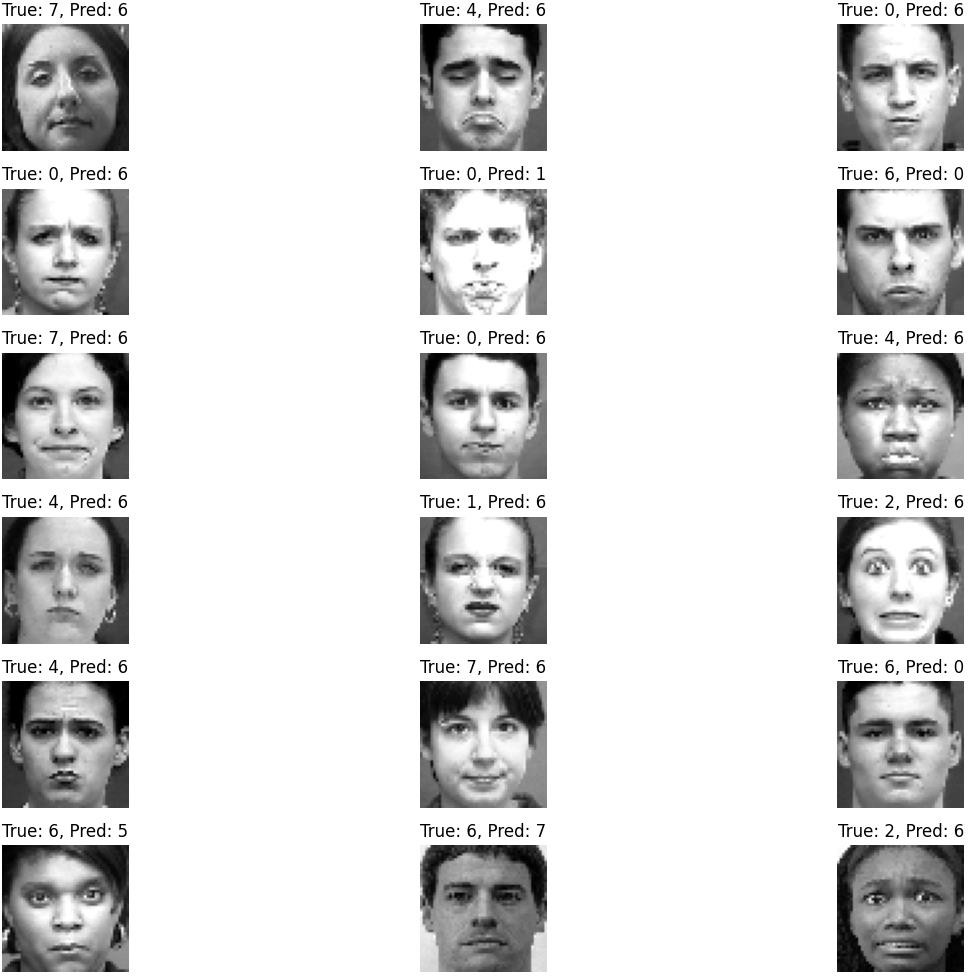 True: 7, Pred: 6
True: 4, Pred: 6
True: 0, Pred: 6
True: 0, Pred: 6
True: 0, Pred: 1
True: 6, Pred: 0
True: 7, Pred: 6
True: 0, Pred: 6
True: 4, Pred: 6
True: 4, Pred: 6
True: 1, Pred: 6
True: 2, Pred: 6
True: 4, Pred: 6
True: 7, Pred: 6
True: 6, Pred: 0
True: 6, Pred: 5
True: 6, Pred: 7
True: 2, Pred: 6